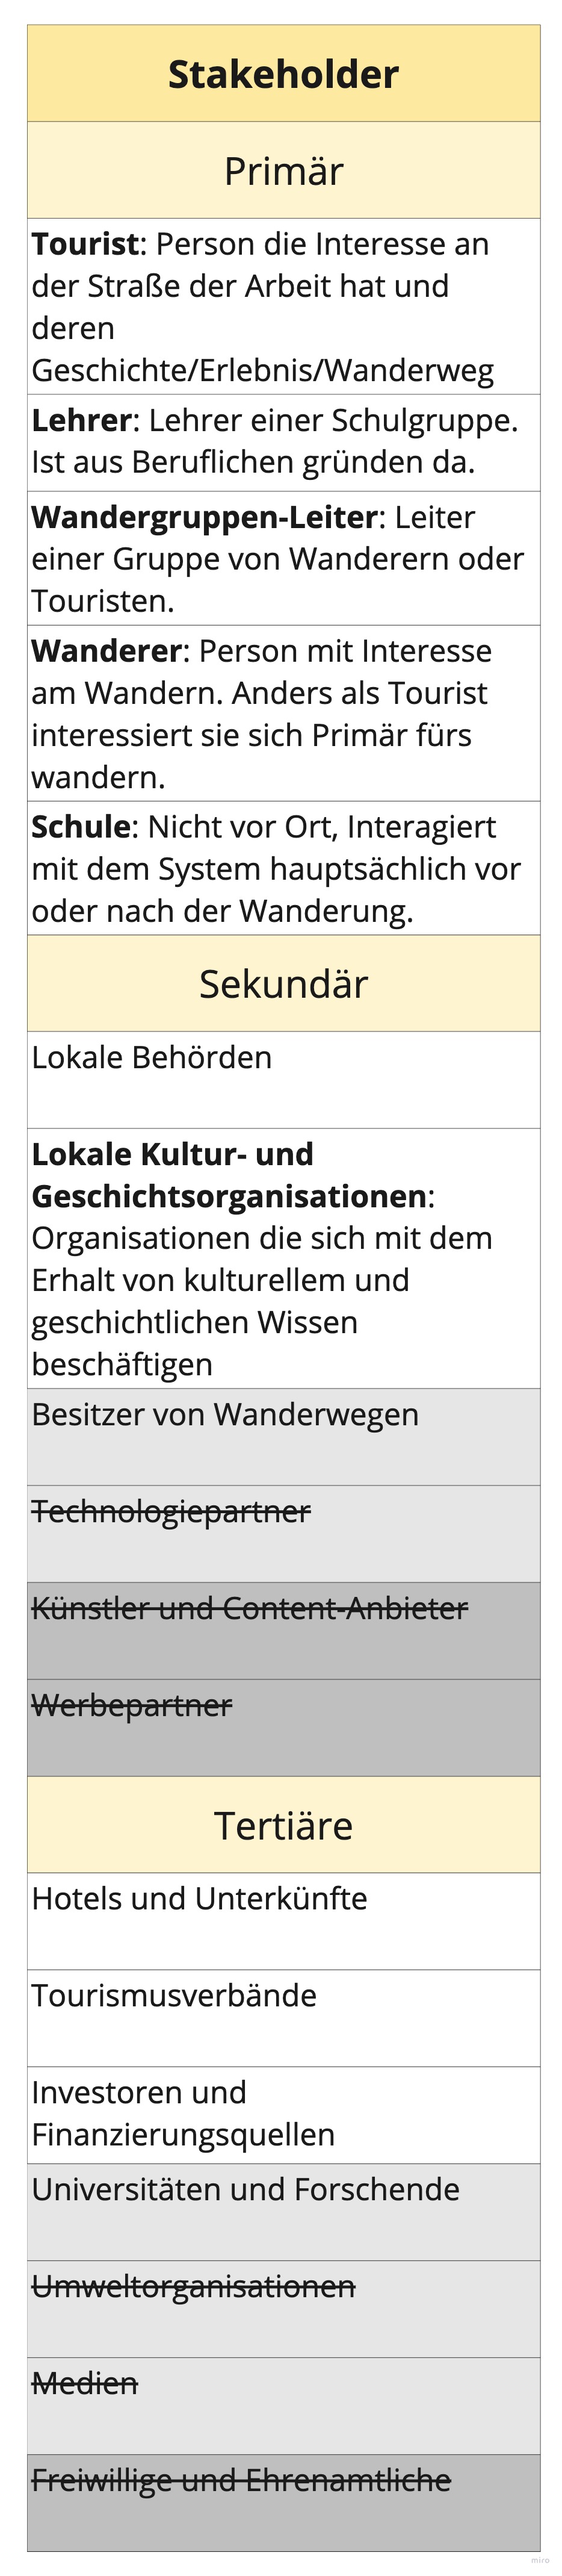 Stakeholder
Primär
Tourist: Person die Interesse an
der Straße der Arbeit hat und
deren
Geschichte/Erlebnis/Wanderweg
Lehrer: Lehrer einer Schulgruppe.
Ist aus Beruflichen gründen da.
Wandergruppen-Leiter: Leiter
einer Gruppe von Wanderern oder
Touristen.
Wanderer: Person mit Interesse
am Wandern. Anders als Tourist
interessiert sie sich Primär fürs
wandern.
Schule: Nicht vor Ort, Interagiert
mit dem System hauptsächlich vor
oder nach der Wanderung.
Sekundär
Lokale Behörden
Lokale Kultur- und
Geschichtsorganisationen:
Organisationen die sich mit dem
Erhalt von kulturellem und
geschichtlichen Wissen
beschäftigen
Besitzer von Wanderwegen
Technologiepartner
Künstler und Content-Anbieter
Werbepartner
Tertiäre
Hotels und Unterkünfte
Tourismusverbände
Investoren und
Finanzierungsquellen
Universitäten und Forschende
Umweltorganisationen
Medien
Freiwillige und Ehrenamtliche
miro